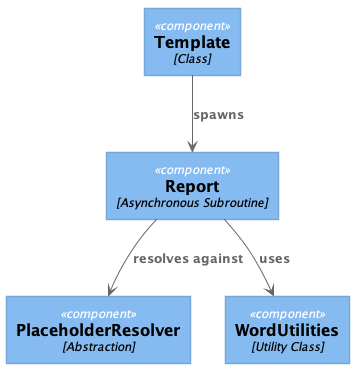 «component»
Template
[Class]
spawns
«component»
Report
[Asynchronous Subroutine]
resolves against
uses
«component»
PlaceholderResolver
[Abstraction]
«component»
WordUtilities
[Utility Class]